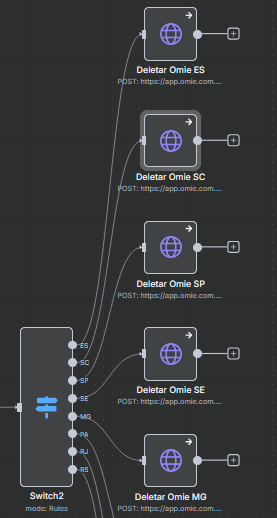 Deletar Omie ES
POST: https://app.omie.com....
Deletar Omie SC
POST: https://app.omie.com....
Deletar Omie SP
POST: https://app.omie.com....
ES
SC
SP
SE
MG
PA
RJ
RS
Deletar Omie SE
POST: https://app.omie.com....
Switch2
mode: Rules
Deletar Omie MG
POST: https://app.omie.com....